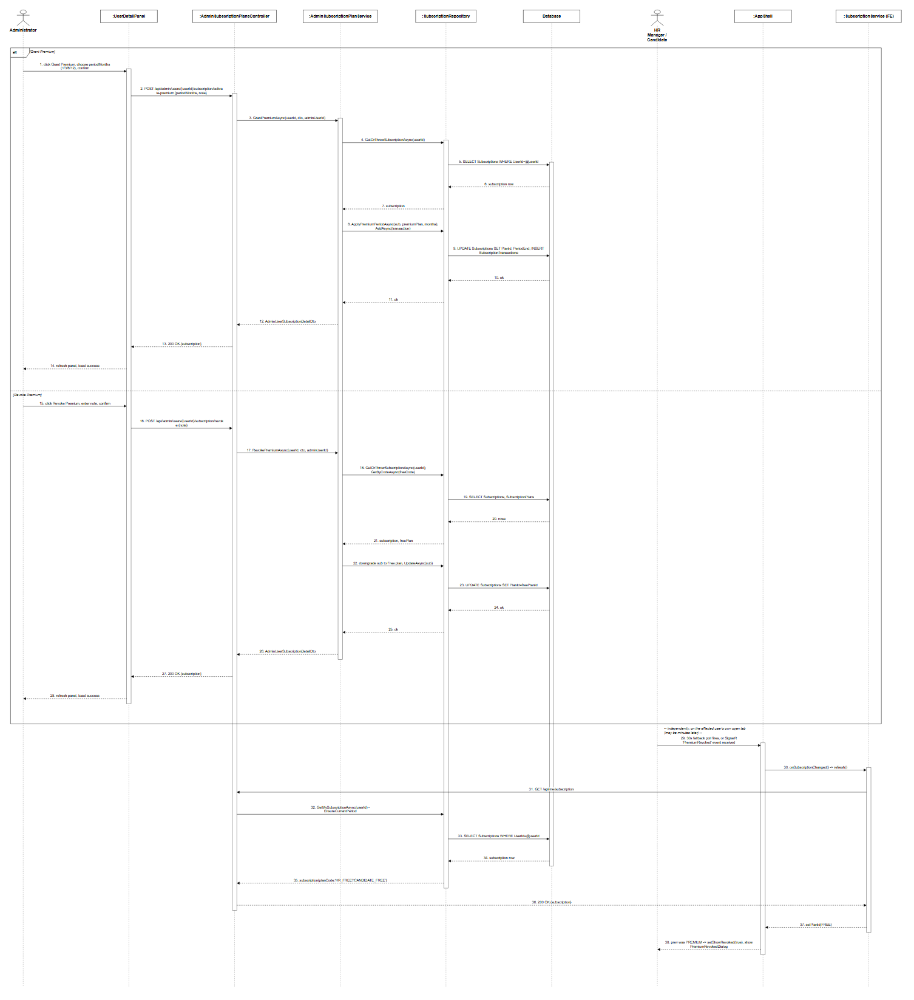 :UserDetailPanel
:AdminSubscriptionPlansController
:AdminSubscriptionPlanService
:SubscriptionRepository
Database
:AppShell
:SubscriptionService (FE)
Administrator
HR
Manager /
Candidate
alt
[Grant Premium]
1. click Grant Premium, choose periodMonths
(1/3/6/12), confirm
2. POST /api/admin/users/{userId}/subscription/activa
te-premium {periodMonths, note}
3. GrantPremiumAsync(userId, dto, adminUserId)
4. GetOrThrowSubscriptionAsync(userId)
5. SELECT Subscriptions WHERE UserId=@userId
6. subscription row
7. subscription
8. ApplyPremiumPeriodAsync(sub, premiumPlan, months);
AddAsync(transaction)
9. UPDATE Subscriptions SET PlanId, PeriodEnd; INSERT
SubscriptionTransactions
10. ok
11. ok
12. AdminUserSubscriptionDetailDto
13. 200 OK {subscription}
14. refresh panel, toast success
[Revoke Premium]
15. click Revoke Premium, enter note, confirm
16. POST /api/admin/users/{userId}/subscription/revok
e {note}
17. RevokePremiumAsync(userId, dto, adminUserId)
18. GetOrThrowSubscriptionAsync(userId);
GetByCodeAsync(freeCode)
19. SELECT Subscriptions, SubscriptionPlans
20. rows
21. subscription, freePlan
22. downgrade sub to Free plan, UpdateAsync(sub)
23. UPDATE Subscriptions SET PlanId=freePlanId
24. ok
25. ok
26. AdminUserSubscriptionDetailDto
27. 200 OK {subscription}
28. refresh panel, toast success
-- independently, on the affected user's own open tab
(may be minutes later) --
29. 30s fallback poll fires, or SignalR
'PremiumRevoked' event received
30. onSubscriptionChanged() -> refresh()
31. GET /api/me/subscription
32. GetMySubscriptionAsync(userId) -
EnsureCurrentPeriod
33. SELECT Subscriptions WHERE UserId=@userId
34. subscription row
35. subscription{planCode:'HR_FREE'|'CANDIDATE_FREE'}
36. 200 OK {subscription}
37. setPlanId(FREE)
38. prev was PREMIUM -> setShowRevoked(true), show
PremiumRevokedDialog